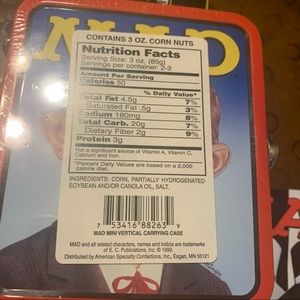 MAD
CONTAINS 3 OZ. CORN NUTS
Nutrition Facts
Serving Size: 3 oz. (85g)
Servings per container: 2-3
Amount Per Serving
Calories 50
% Daily Value*
Total Fat 4.5g 7%
Saturated Fat .5g 3%
Sodium 180mg 8%
Total Carb. 20g 7%
Dietary Fiber 2g 9%
Protein 3g
Not a significant source of Vitamin A, Vitamin C,
Calcium and Iron.
*Percent Daily Values are based on a 2,000
calorie diet.
INGREDIENTS: CORN, PARTIALLY HYDROGENATED
SOYBEAN AND/OR CANOLA OIL, SALT.
7 53416 88263 9
MAD MINI VERTICAL CARRYING CASE
MAD and all related characters, names and indicia are trademarks
of E. C. Publications, Inc. © 1999.
Distributed by American Specialty Confections, Inc., Eagan, MN 55121